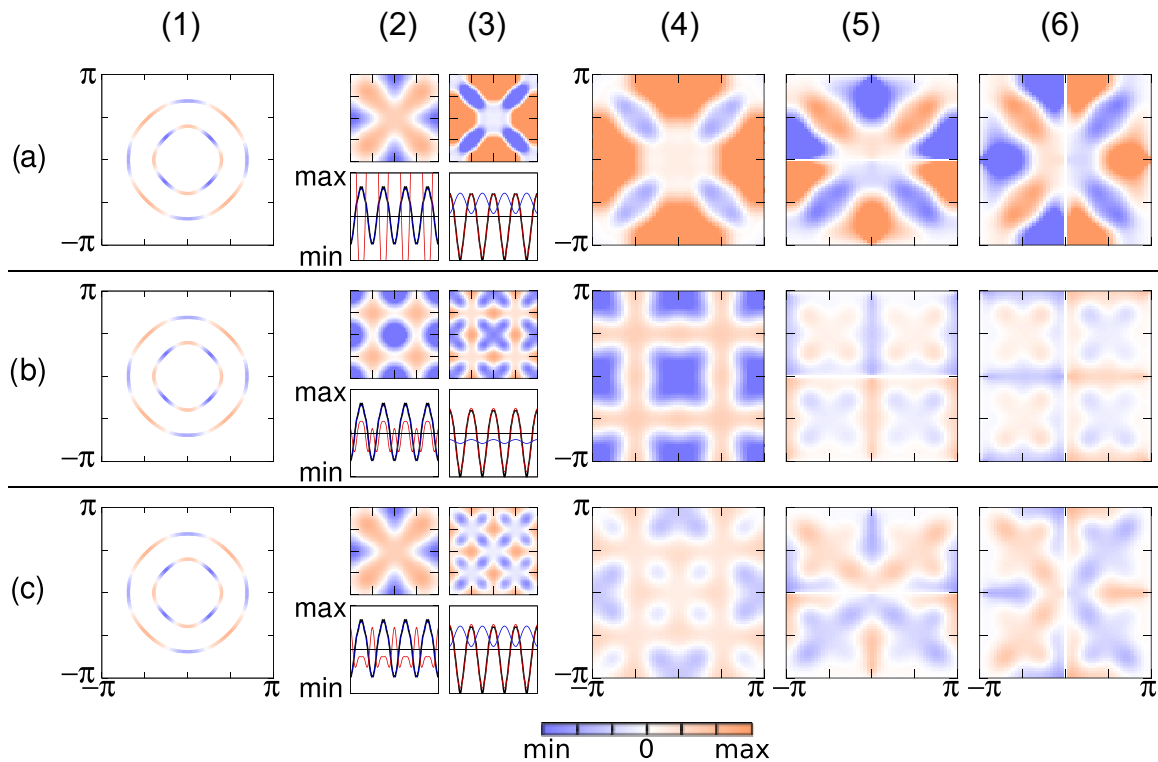 (1) (2) (3) (4) (5) (6)
(a)
π
−π
max
min
−π
(b)
π
−π
max
min
−π
π
(c)
π
−π
−π π
max
min
π
−π
−π π −π π −π π
min 0 max